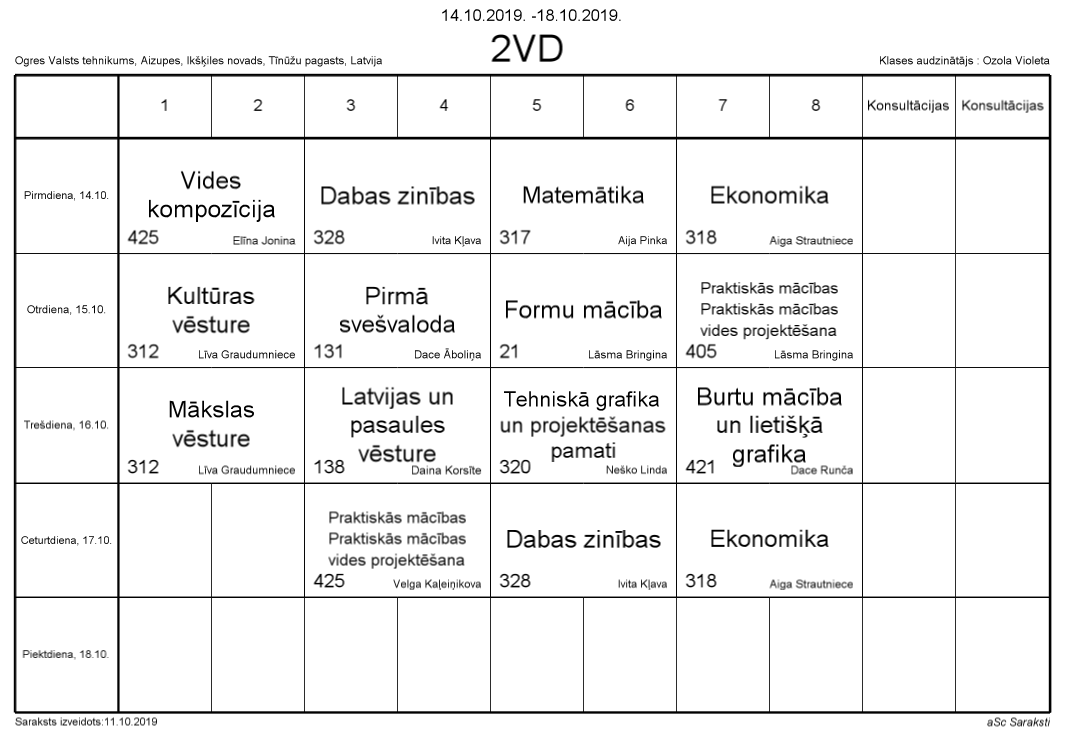 14.10.2019. -18.10.2019.
2VD
Ogres Valsts tehnikums, Aizupes, Ikšķiles novads, Tīnūžu pagasts, Latvija
Klases audzinātājs : Ozola Violeta
1 2 3 4 5 6 7 8 Konsultācijas Konsultācijas
Pirmdiena, 14.10.
Vides
kompozīcija
425 Elīna Jonina
Dabas zinības
328 Ivita Kļava
Matemātika
317 Aija Pinka
Ekonomika
318 Aiga Strautniece
Otrdiena, 15.10.
Kultūras
vēsture
312 Līva Graudumniece
Pirmā
svešvaloda
131 Dace Āboliņa
Formu mācība
21 Lāsma Bringina
Praktiskās mācības
Praktiskās mācības
vides projektēšana
405 Lāsma Bringina
Trešdiena, 16.10.
Mākslas
vēsture
312 Līva Graudumniece
Latvijas un
pasaules
vēsture
138 Daina Korsīte
Tehniskā grafika
un projektēšanas
pamati
320 Neško Linda
Burtu mācība
un lietišķā
grafika
421 Dace Runča
Ceturtdiena, 17.10.
Praktiskās mācības
Praktiskās mācības
vides projektēšana
425 Velga Kaļeiņikova
Dabas zinības
328 Ivita Kļava
Ekonomika
318 Aiga Strautniece
Piektdiena, 18.10.
Saraksts izveidots:11.10.2019
aSc Saraksti